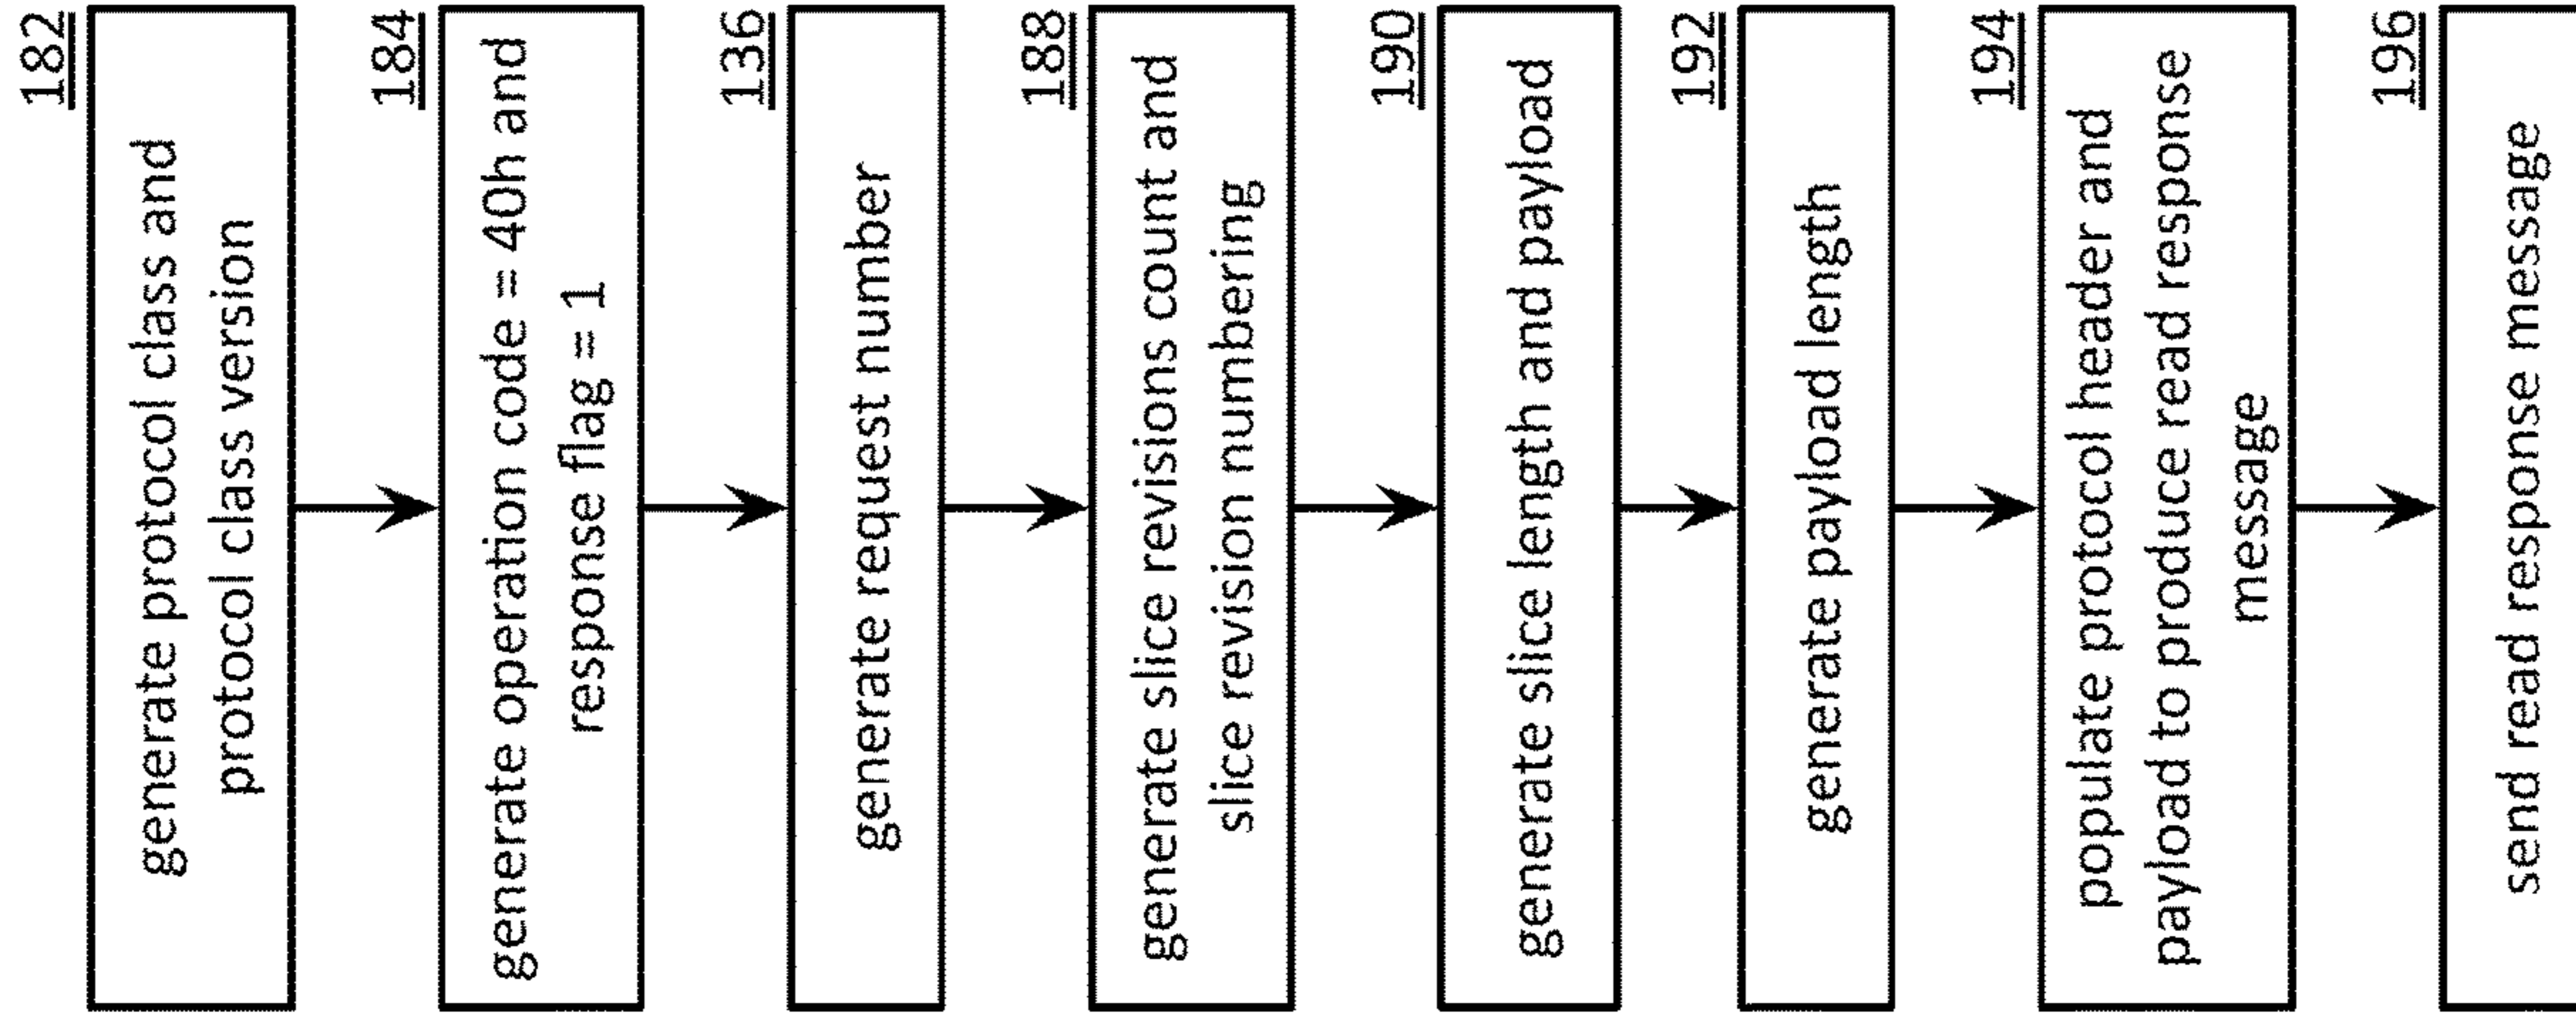 182
generate protocol class and
protocol class version
184
generate operation code = 40h and
response flag = 1
136
generate request number
188
generate slice revisions count and
slice revision numbering
190
generate slice length and payload
192
generate payload length
194
populate protocol header and
payload to produce read response
message
196
send read response message